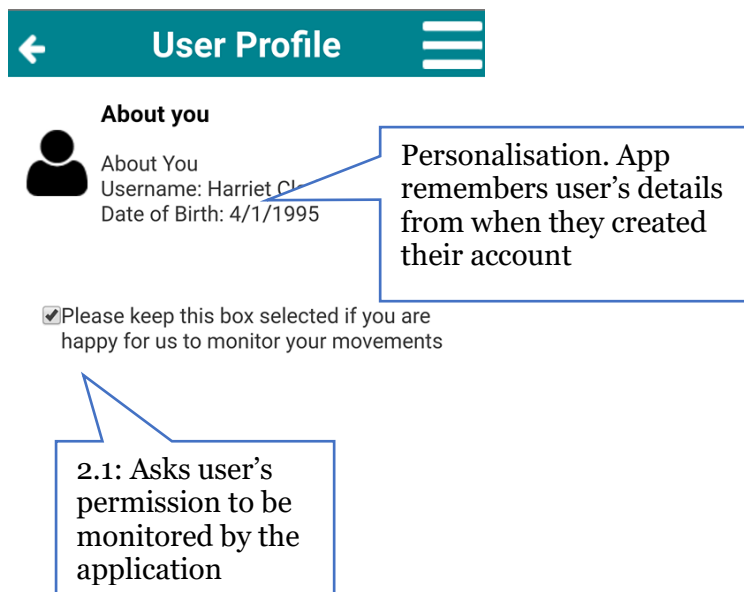 User Profile
About you
About You
Username: Harriet
Date of Birth: 4/1/1995
Personalisation. App
remembers user’s details
from when they created
their account
Please keep this box selected if you are
happy for us to monitor your movements
2.1: Asks user’s
permission to be
monitored by the
application